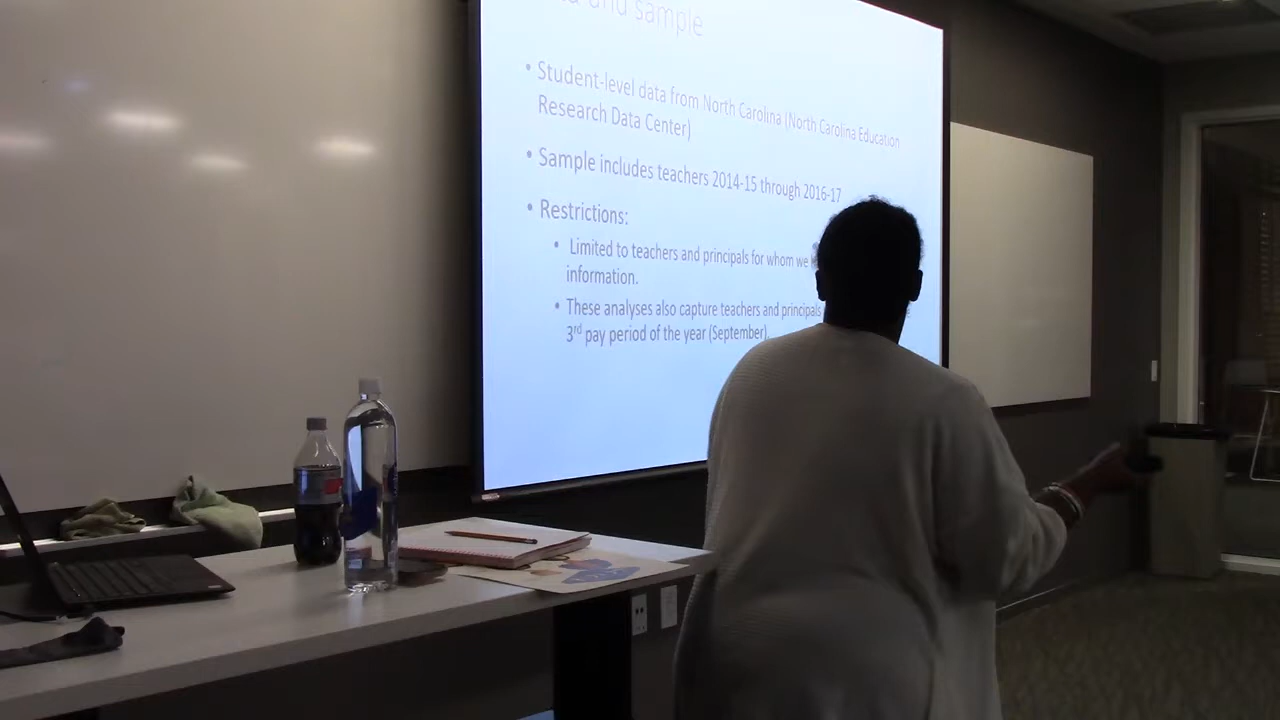 and sample
• Student-level data from North Carolina (North Carolina Education
Research Data Center)
• Sample includes teachers 2014-15 through 2016-17
• Restrictions:
• Limited to teachers and principals for whom we
information.
• These analyses also capture teachers and principals
3rd pay period of the year (September).